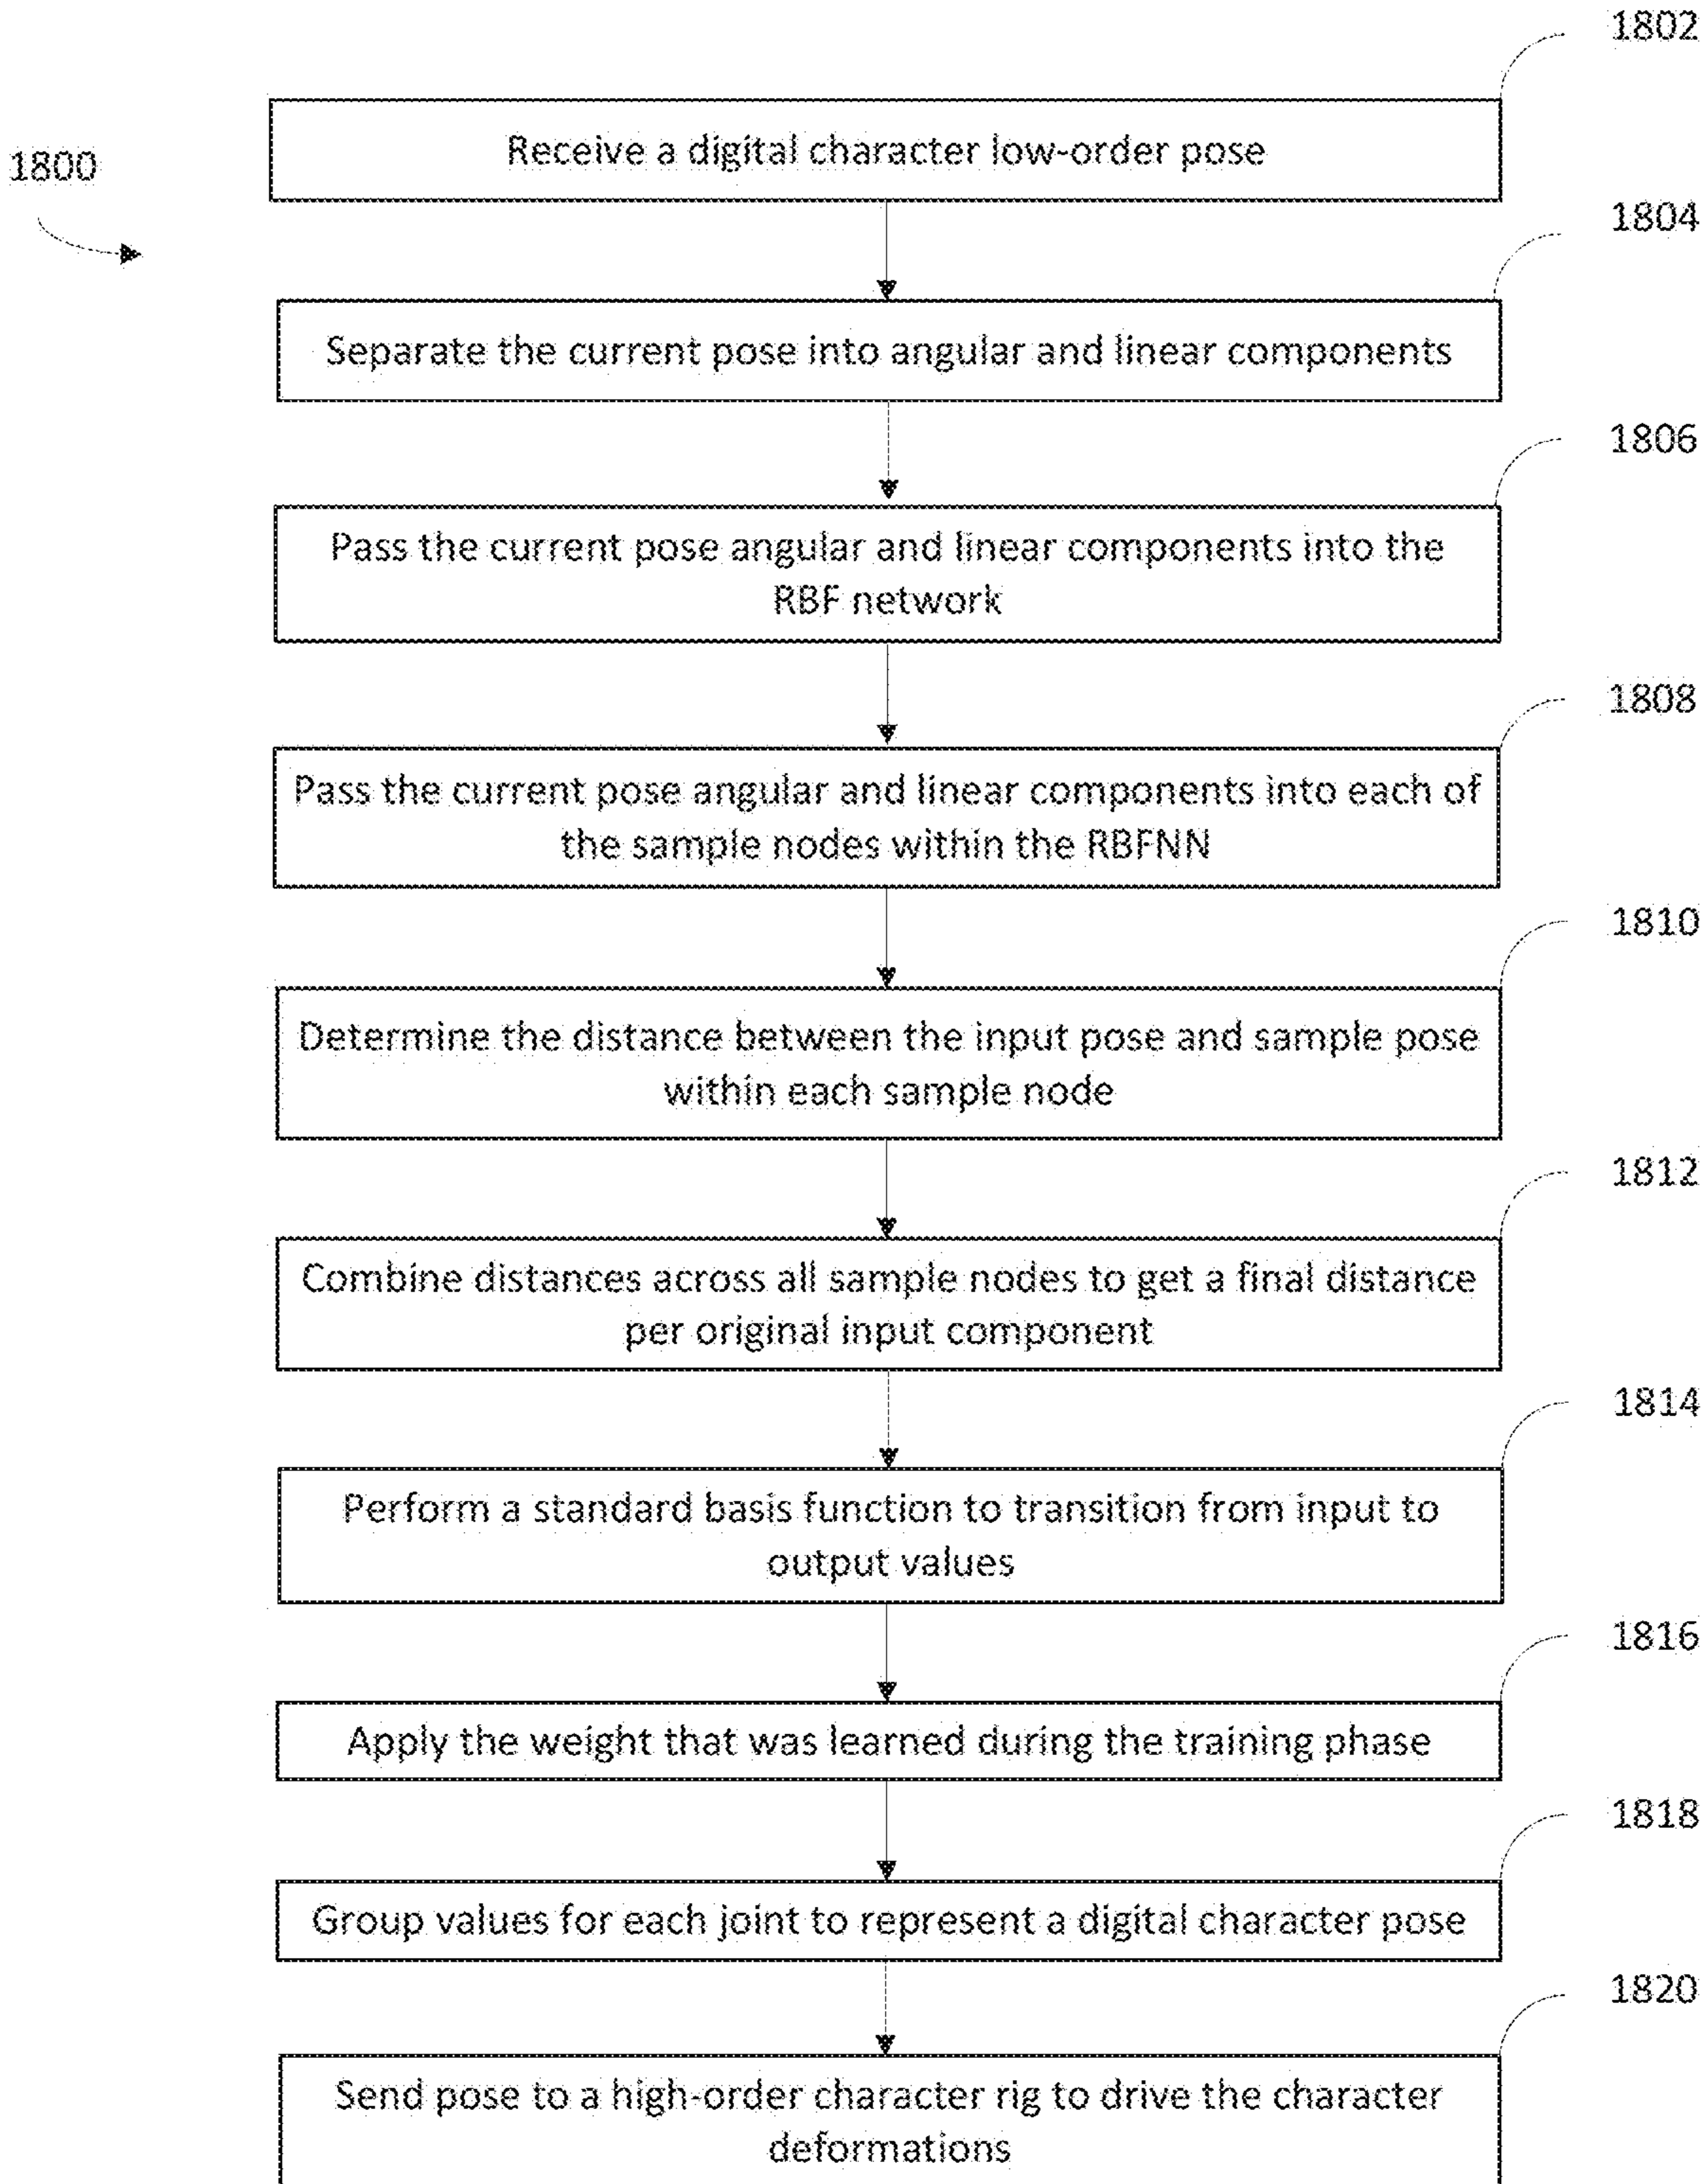 1802
Receive a digital character low-order pose
1800
1804
Separate the current pose into angular and linear components
1806
Pass the current pose angular and linear components into the
RBF network
1808
Pass the current pose angular and linear components into each of
the sample nodes within the RBFNN
1810
Determine the distance between the input pose and sample pose
within each sample node
1812
Combine distances across all sample nodes to get a final distance
per original input component
1814
Perform a standard basis function to transition from input to
output values
1816
Apply the weight that was learned during the training phase
1818
Group values for each joint to represent a digital character pose
1820
Send pose to a high-order character rig to drive the character
deformations